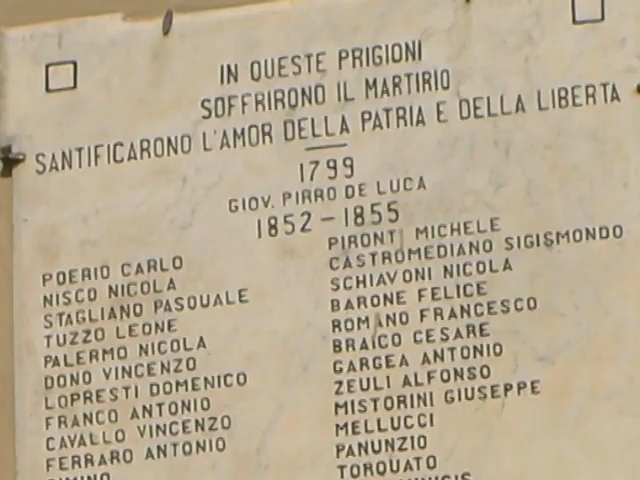 IN QUESTE PRIGIONI
SOFFRIRONO IL MARTIRIO
SANTIFICARONO L'AMOR DELLA PATRIA E DELLA LIBERTA
1799
GIOV. PIRRO DE LUCA
1852-1855
POERIO CARLO
NISCO NICOLA
STAGLIANO PASQUALE
TUZZO LEONE
PALERMO NICOLA
DONO VINCENZO
LOPRESTI DOMENICO
FRANCO ANTONIO
CAVALLO VINCENZO
FERRARO ANTONIO
PIRONTI MICHELE
CASTROMEDIANO SIGISMONDO
SCHIAVONI NICOLA
BARONE FELICE
ROMANO FRANCESCO
BRAICO CESARE
GARGEA ANTONIO
ZEULI ALFONSO
MISTORINI GIUSEPPE
MELLUCCI
PANUNZIO
TORQUATO